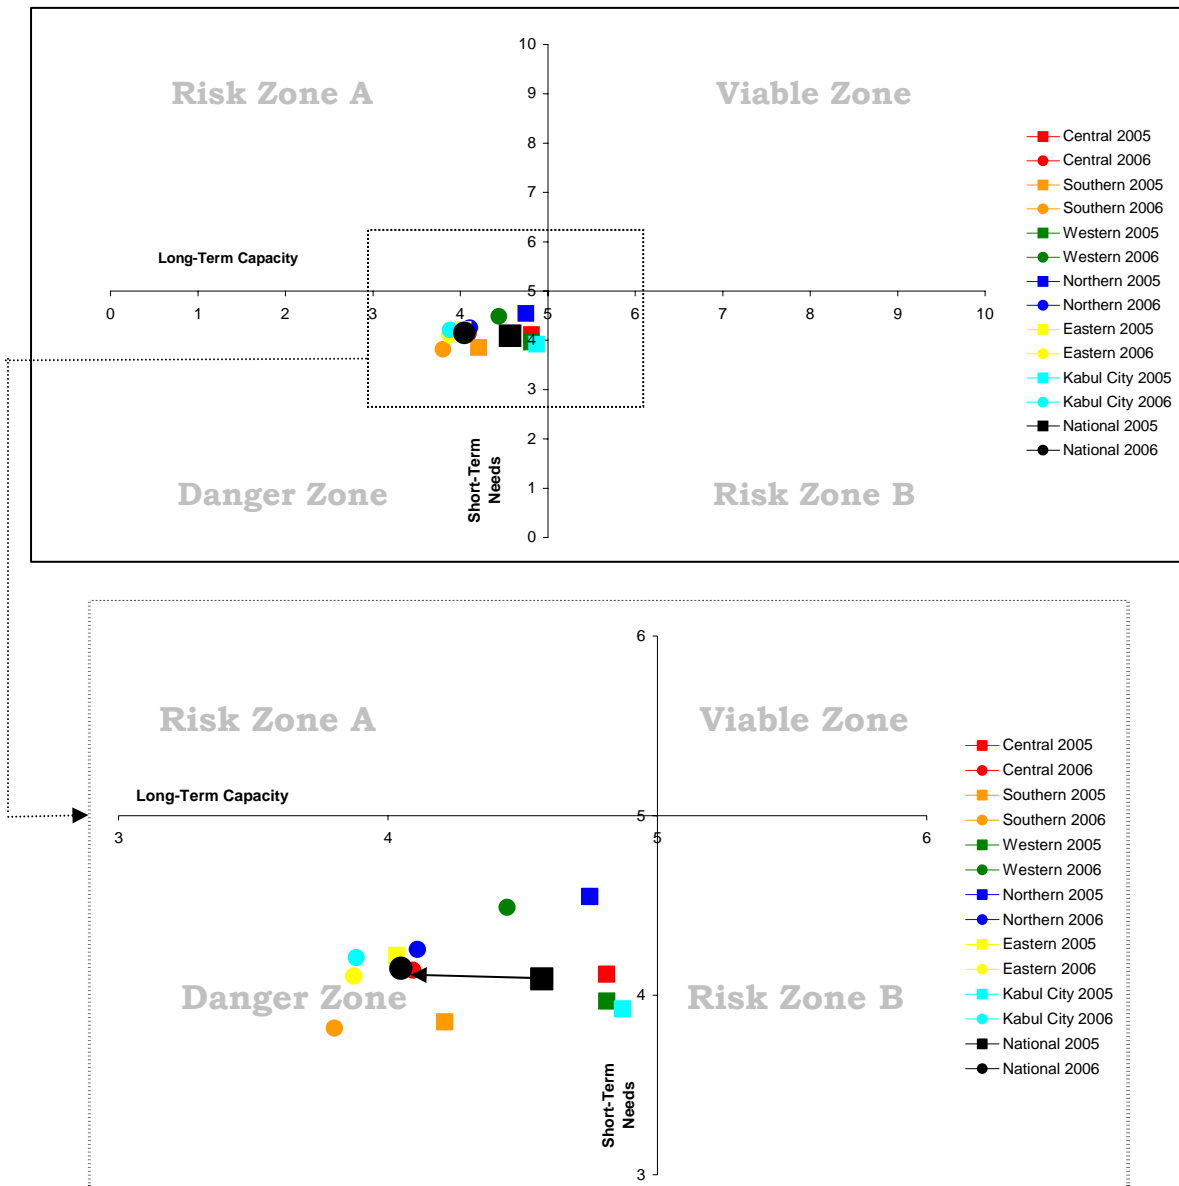 10
Risk Zone A
Viable Zone
9
8
7
6
Long-Term Capacity
5
0 1 2 3 4 5 6 7 8 9 10
4
3
2
Short-Term
Needs
Danger Zone
Risk Zone B
1
0
Central 2005
Central 2006
Southern 2005
Southern 2006
Western 2005
Western 2006
Northern 2005
Northern 2006
Eastern 2005
Eastern 2006
Kabul City 2005
Kabul City 2006
National 2005
National 2006
6
Risk Zone A
Viable Zone
Long-Term Capacity
5
3 4 5 6
Danger Zone
4
Risk Zone B
Short-Term
Needs
3
Central 2005
Central 2006
Southern 2005
Southern 2006
Western 2005
Western 2006
Northern 2005
Northern 2006
Eastern 2005
Eastern 2006
Kabul City 2005
Kabul City 2006
National 2005
National 2006